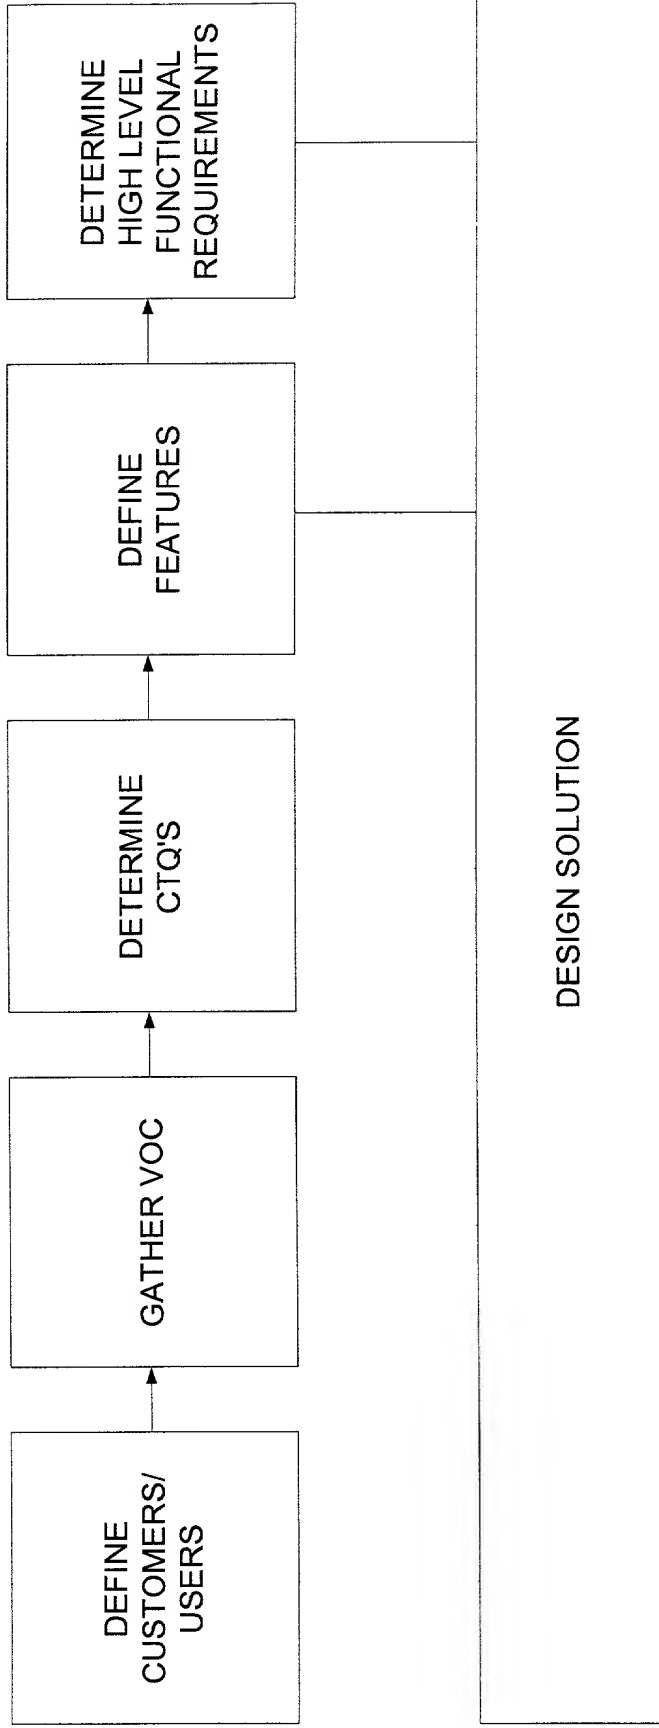 DEFINE
CUSTOMERS/
USERS
GATHER VOC
DETERMINE
CTQ'S
DEFINE
FEATURES
DETERMINE
HIGH LEVEL
FUNCTIONAL
REQUIREMENTS
DESIGN SOLUTION